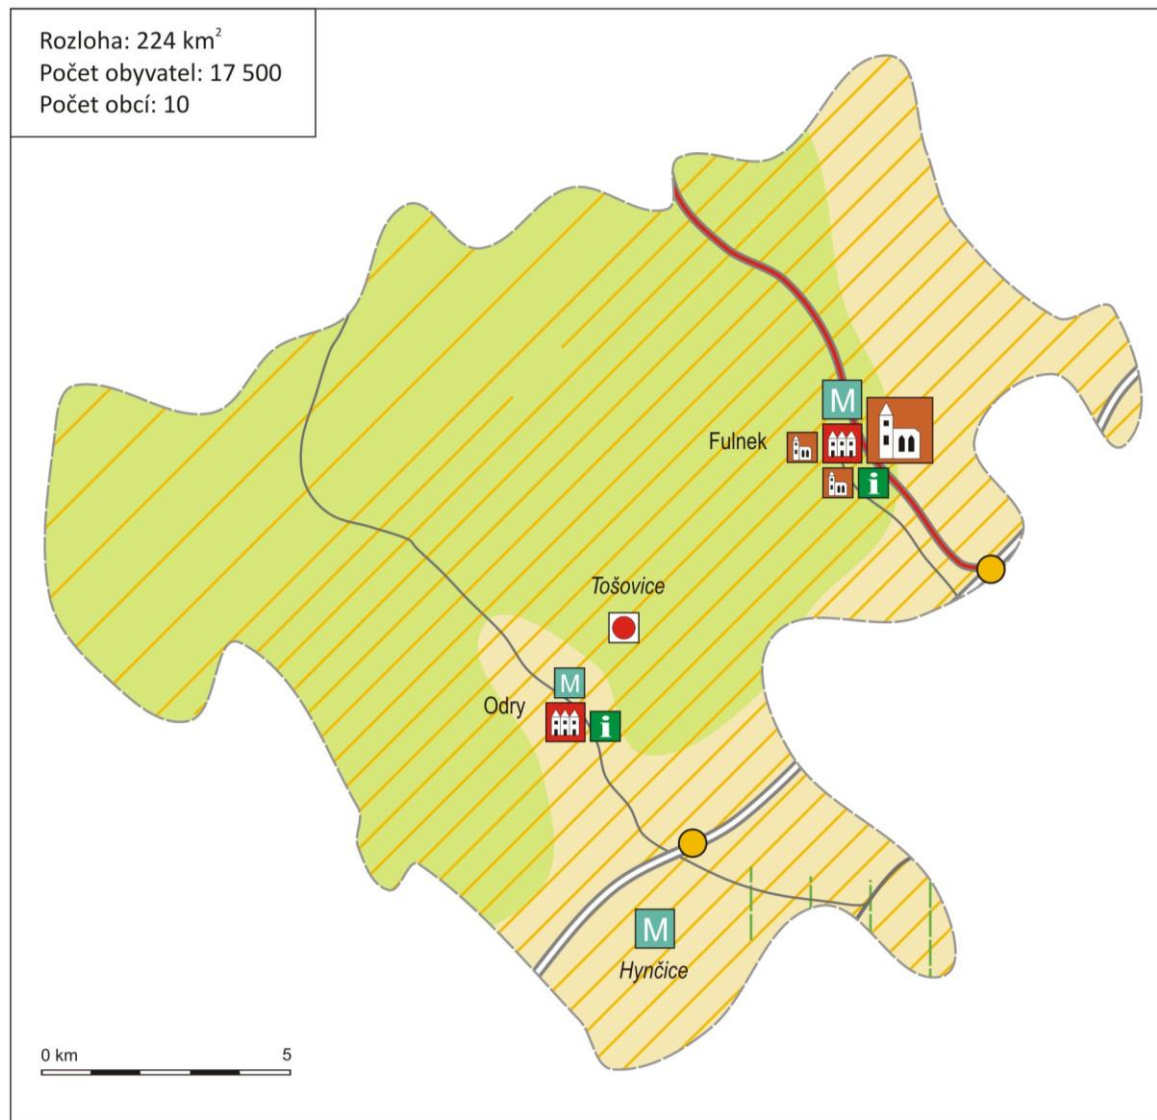 Rozloha: 224 km²
Počet obyvatel: 17 500
Počet obcí: 10
M
Fulnek
i
Tošovice
M
Odry
i
M
Hynčice
0 km 5